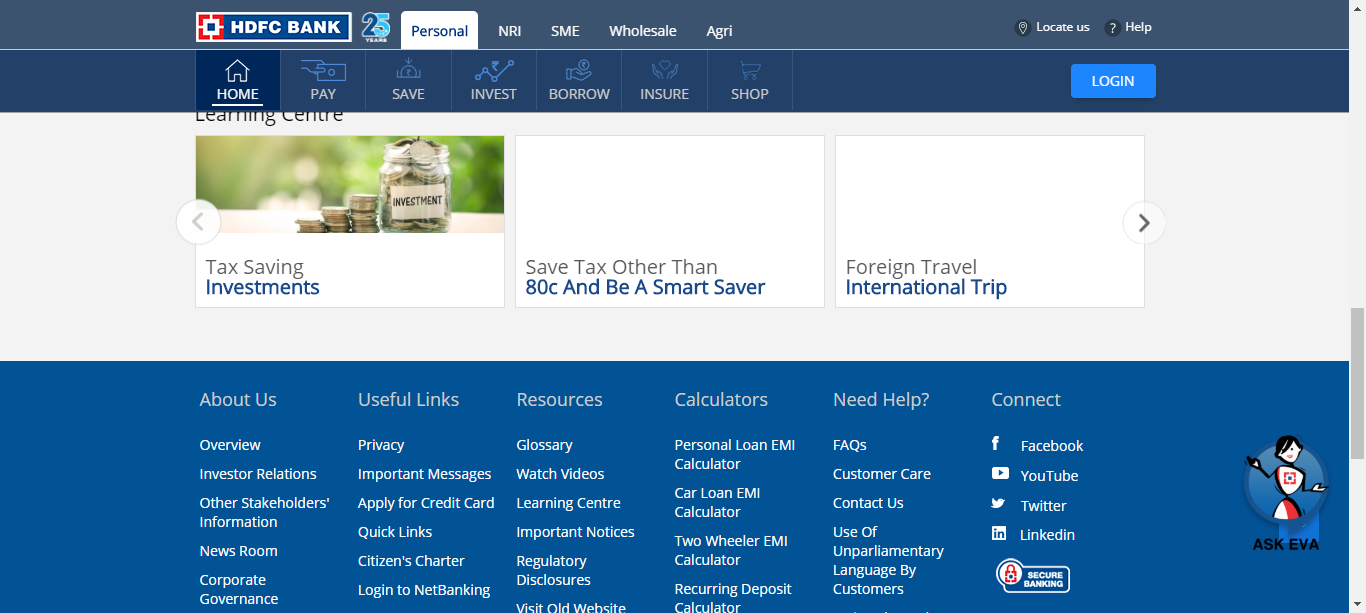 HDFC BANK
25
YEARS
Personal
NRI
SME
Wholesale
Agri
Locate us
? Help
HOME
PAY
SAVE
INVEST
BORROW
INSURE
SHOP
LOGIN
Learning Centre
INVESTMENT
Tax Saving
Investments
Save Tax Other Than
80c And Be A Smart Saver
Foreign Travel
International Trip
About Us
Overview
Investor Relations
Other Stakeholders'
Information
News Room
Corporate
Governance
Useful Links
Privacy
Important Messages
Apply for Credit Card
Quick Links
Citizen's Charter
Login to NetBanking
Resources
Glossary
Watch Videos
Learning Centre
Important Notices
Regulatory
Disclosures
Visit Old Website
Calculators
Personal Loan EMI
Calculator
Car Loan EMI
Calculator
Two Wheeler EMI
Calculator
Recurring Deposit
Calculator
Need Help?
FAQs
Customer Care
Contact Us
Use Of
Unparliamentary
Language By
Customers
Connect
Facebook
YouTube
Twitter
Linkedin
SECURE
BANKING
ASK EVA